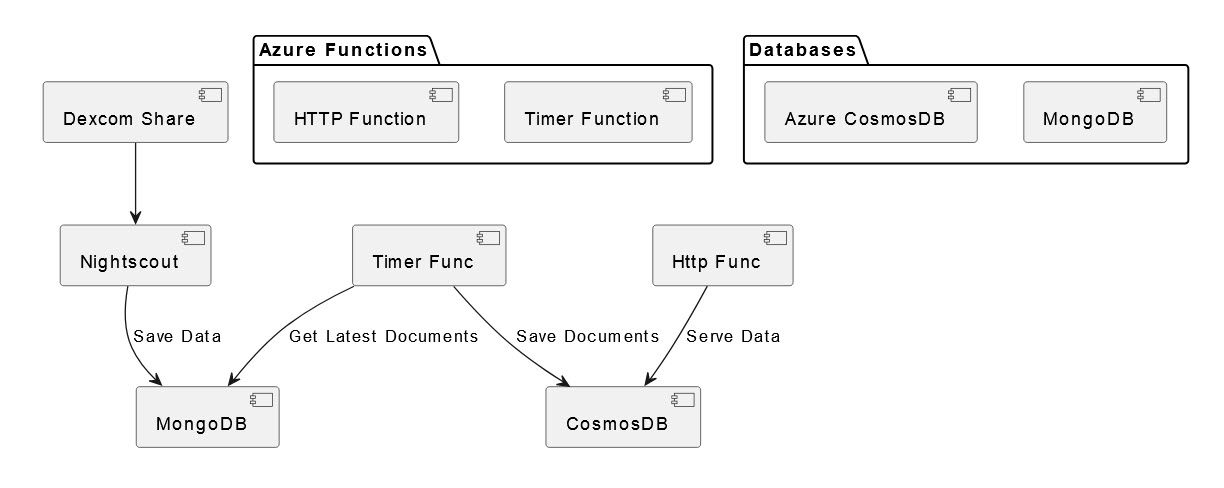 Azure Functions
Databases
Dexcom Share
HTTP Function
Timer Function
Azure CosmosDB
MongoDB
Nightscout
Timer Func
Http Func
Save Data
Get Latest Documents
Save Documents
Serve Data
MongoDB
CosmosDB